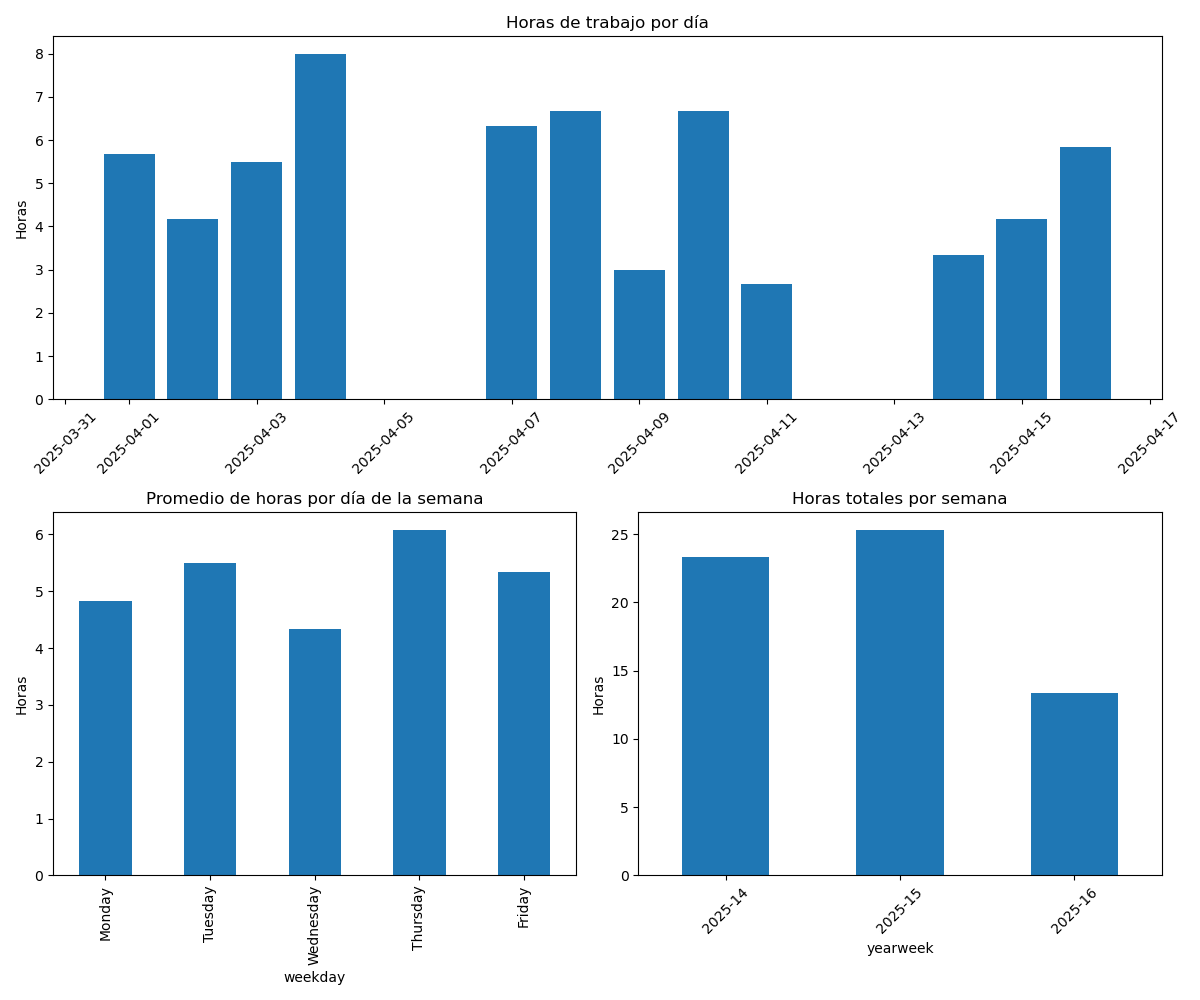 Horas de trabajo por día
8
7
6
5
4
3
2
1
0
Horas
2025-03-31
2025-04-01
2025-04-03
2025-04-05
2025-04-07
2025-04-09
2025-04-11
2025-04-13
2025-04-15
2025-04-17
Promedio de horas por día de la semana
6
5
4
3
2
1
0
Horas
Monday
Tuesday
Wednesday
Thursday
Friday
weekday
Horas totales por semana
25
20
15
10
5
0
Horas
2025-14
2025-15
2025-16
yearweek